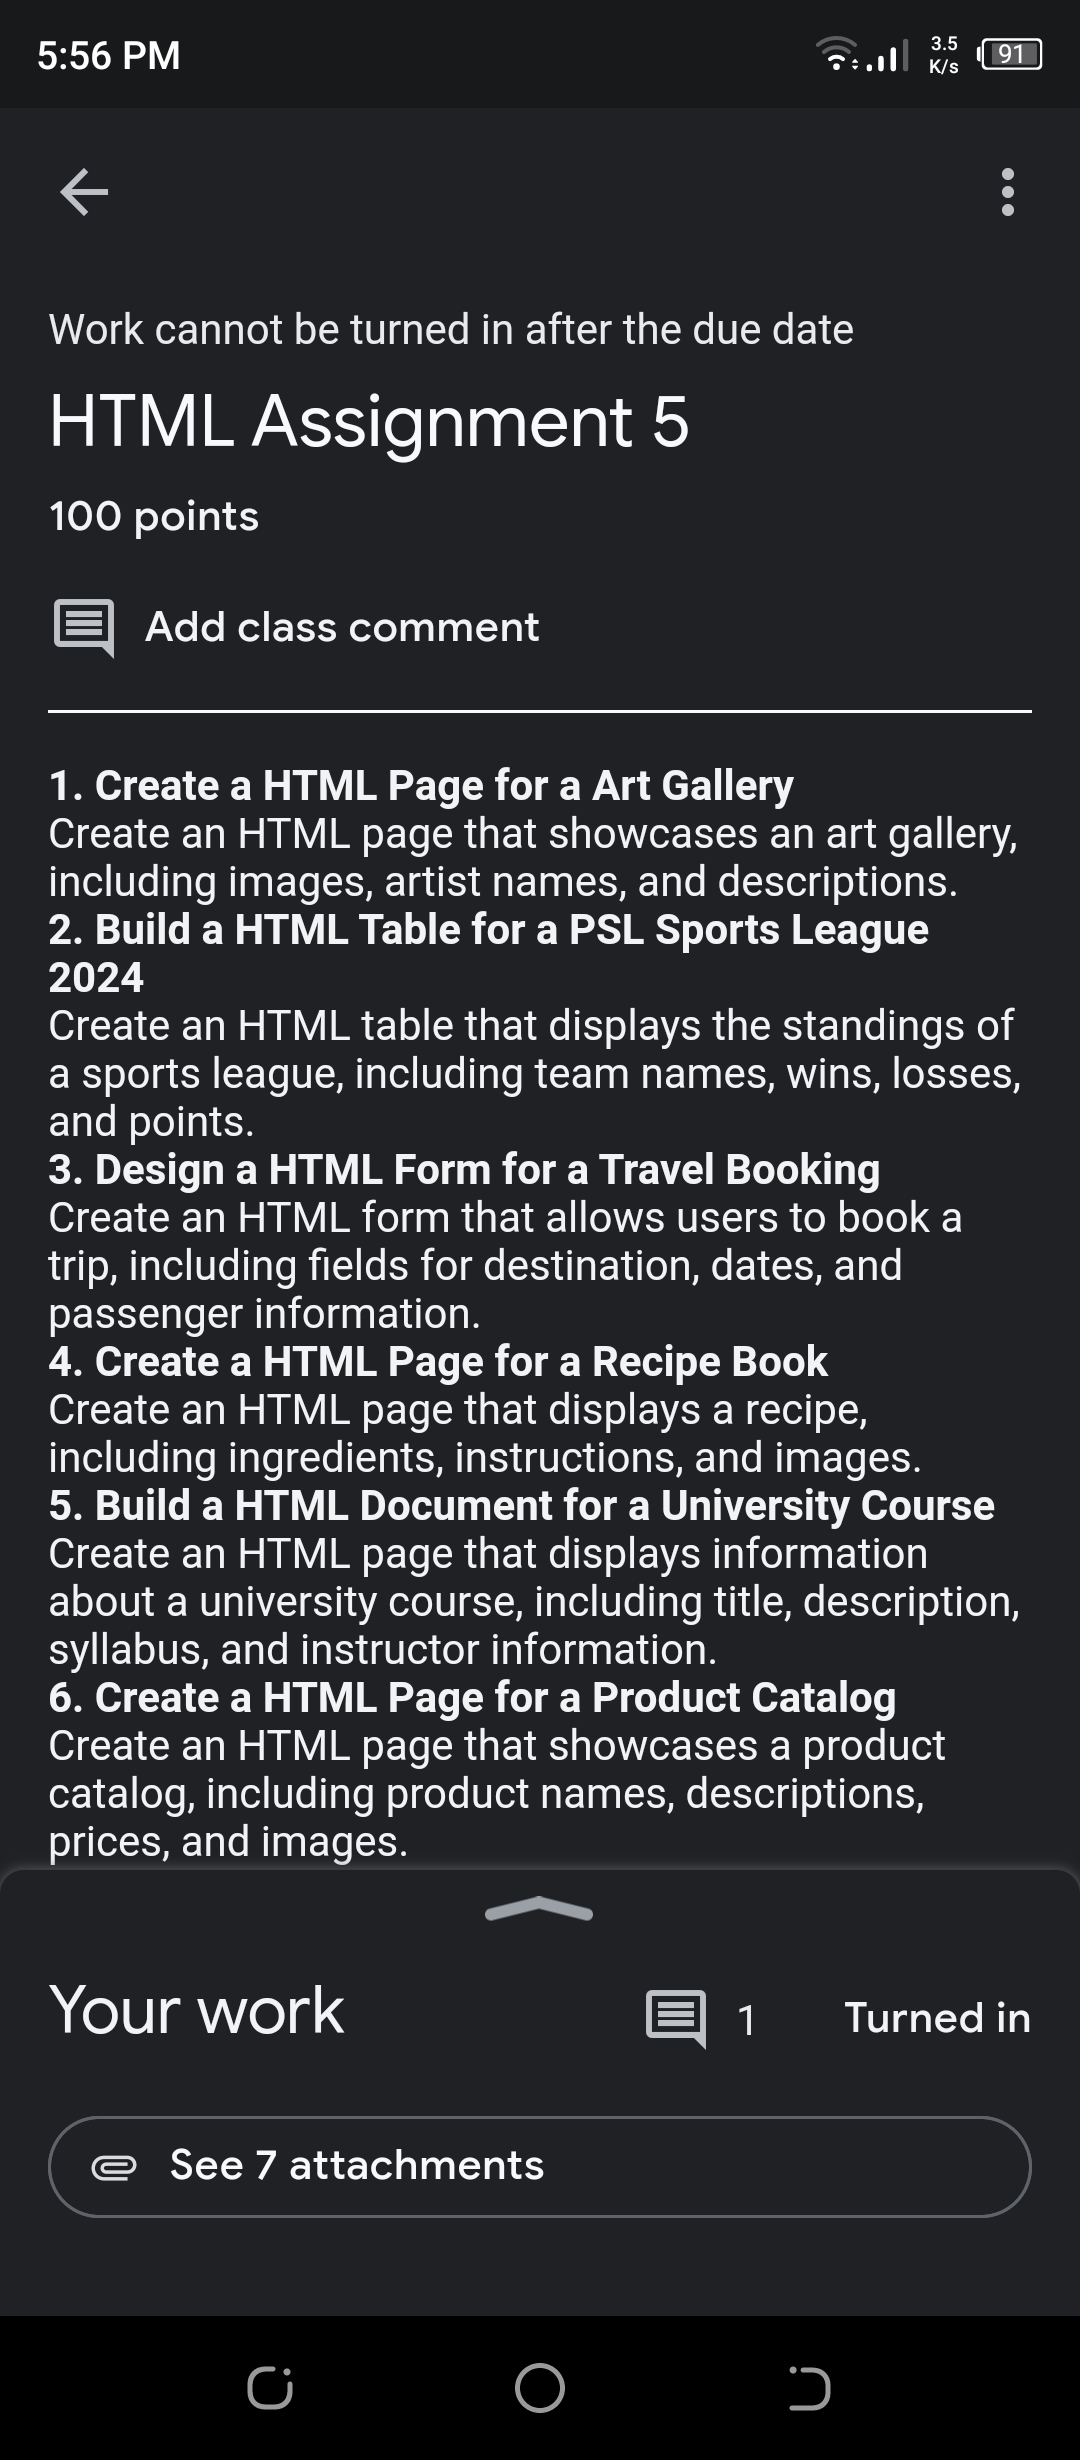 5:56 PM
3.5
K/s
91
Work cannot be turned in after the due date
HTML Assignment 5
100 points
Add class comment
1. Create a HTML Page for a Art Gallery
Create an HTML page that showcases an art gallery,
including images, artist names, and descriptions.
2. Build a HTML Table for a PSL Sports League
2024
Create an HTML table that displays the standings of
a sports league, including team names, wins, losses,
and points.
3. Design a HTML Form for a Travel Booking
Create an HTML form that allows users to book a
trip, including fields for destination, dates, and
passenger information.
4. Create a HTML Page for a Recipe Book
Create an HTML page that displays a recipe,
including ingredients, instructions, and images.
5. Build a HTML Document for a University Course
Create an HTML page that displays information
about a university course, including title, description,
syllabus, and instructor information.
6. Create a HTML Page for a Product Catalog
Create an HTML page that showcases a product
catalog, including product names, descriptions,
prices, and images.
Your work
1
Turned in
See 7 attachments